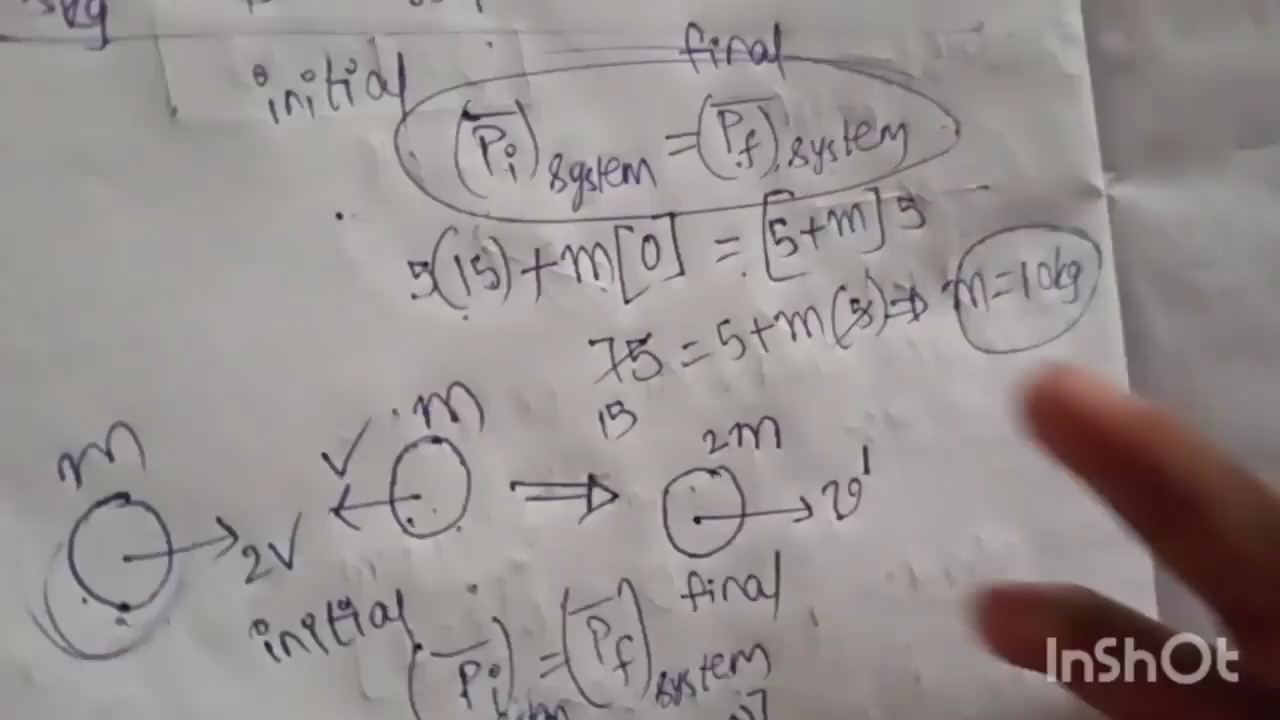 5kg
final
initial
(P̅i)system = (P̅f)system
5(15)+m[0] = [5+m]5
75 = 5+m(5)⇒ m=10kg
15
m
m
V
2V
⇒
2m
v'
initial
final
(P̅i) = (P̅f)system
InShOt